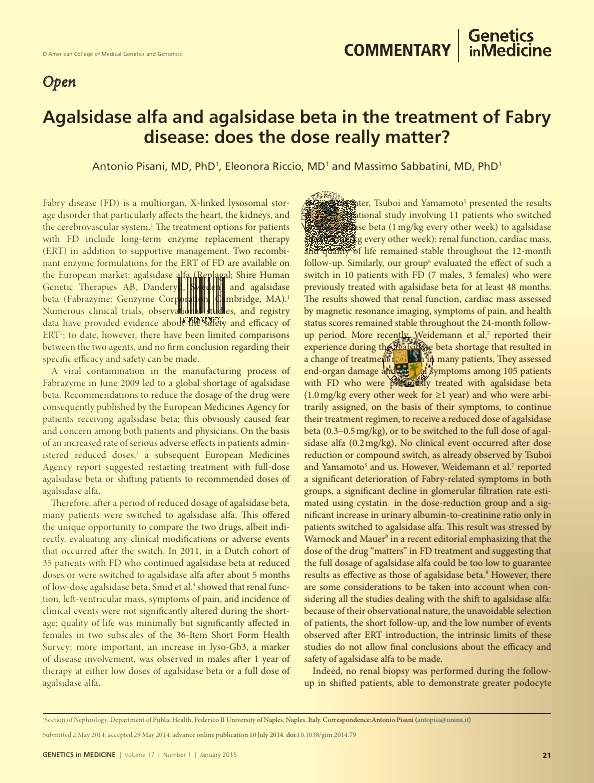 © American College of Medical Genetics and Genomics
COMMENTARY
Genetics
inMedicine
Open
Agalsidase alfa and agalsidase beta in the treatment of Fabry
disease: does the dose really matter?
Antonio Pisani, MD, PhD¹, Eleonora Riccio, MD¹ and Massimo Sabbatini, MD, PhD¹
Fabry disease (FD) is a multiorgan, X-linked lysosomal stor-
age disorder that particularly affects the heart, the kidneys, and
the cerebrovascular system.¹ The treatment options for patients
with FD include long-term enzyme replacement therapy
(ERT) in addition to supportive management. Two recombi-
nant enzyme formulations for the ERT of FD are available on
the European market: agalsidase alfa (Replagal; Shire Human
Genetic Therapies AB, Danderyd, Sweden) and agalsidase
beta (Fabrazyme; Genzyme Corporation, Cambridge, MA).¹
Numerous clinical trials, observational studies, and registry
data have provided evidence about the safety and efficacy of
ERT²; to date, however, there have been limited comparisons
between the two agents, and no firm conclusion regarding their
specific efficacy and safety can be made.
A viral contamination in the manufacturing process of
Fabrazyme in June 2009 led to a global shortage of agalsidase
beta. Recommendations to reduce the dosage of the drug were
consequently published by the European Medicines Agency for
patients receiving agalsidase beta; this obviously caused fear
and concern among both patients and physicians. On the basis
of an increased rate of serious adverse effects in patients admin-
istered reduced doses,³ a subsequent European Medicines
Agency report suggested restarting treatment with full-dose
agalsidase beta or shifting patients to recommended doses of
agalsidase alfa.
Therefore, after a period of reduced dosage of agalsidase beta,
many patients were switched to agalsidase alfa. This offered
the unique opportunity to compare the two drugs, albeit indi-
rectly, evaluating any clinical modifications or adverse events
that occurred after the switch. In 2011, in a Dutch cohort of
35 patients with FD who continued agalsidase beta at reduced
doses or were switched to agalsidase alfa after about 5 months
of low-dose agalsidase beta, Smid et al.⁴ showed that renal func-
tion, left-ventricular mass, symptoms of pain, and incidence of
clinical events were not significantly altered during the short-
age; quality of life was minimally but significantly affected in
females in two subscales of the 36-Item Short Form Health
Survey; more important, an increase in lyso-Gb3, a marker
of disease involvement, was observed in males after 1 year of
therapy at either low doses of agalsidase beta or a full dose of
agalsidase alfa.
Tsuboi and Yamamoto⁵ presented the results
study involving 11 patients who switched
beta (1 mg/kg every other week) to agalsidase
every other week): renal function, cardiac mass,
and quality of life remained stable throughout the 12-month
follow-up. Similarly, our group⁶ evaluated the effect of such a
switch in 10 patients with FD (7 males, 3 females) who were
previously treated with agalsidase beta for at least 48 months.
The results showed that renal function, cardiac mass assessed
by magnetic resonance imaging, symptoms of pain, and health
status scores remained stable throughout the 24-month follow-
up period. More recently, Weidemann et al.⁷ reported their
experience during the beta shortage that resulted in
a change of treatment in many patients. They assessed
end-organ damage and symptoms among 105 patients
with FD who were previously treated with agalsidase beta
(1.0 mg/kg every other week for ≥1 year) and who were arbi-
trarily assigned, on the basis of their symptoms, to continue
their treatment regimen, to receive a reduced dose of agalsidase
beta (0.3–0.5 mg/kg), or to be switched to the full dose of agal-
sidase alfa (0.2 mg/kg). No clinical event occurred after dose
reduction or compound switch, as already observed by Tsuboi
and Yamamoto⁵ and us. However, Weidemann et al.⁷ reported
a significant deterioration of Fabry-related symptoms in both
groups, a significant decline in glomerular filtration rate esti-
mated using cystatin in the dose-reduction group and a sig-
nificant increase in urinary albumin-to-creatinine ratio only in
patients switched to agalsidase alfa. This result was stressed by
Warnock and Mauer⁸ in a recent editorial emphasizing that the
dose of the drug “matters” in FD treatment and suggesting that
the full dosage of agalsidase alfa could be too low to guarantee
results as effective as those of agalsidase beta.⁸ However, there
are some considerations to be taken into account when con-
sidering all the studies dealing with the shift to agalsidase alfa:
because of their observational nature, the unavoidable selection
of patients, the short follow-up, and the low number of events
observed after ERT introduction, the intrinsic limits of these
studies do not allow final conclusions about the efficacy and
safety of agalsidase alfa to be made.
Indeed, no renal biopsy was performed during the follow-
up in shifted patients, able to demonstrate greater podocyte
¹Section of Nephrology, Department of Public Health, Federico II University of Naples, Naples, Italy. Correspondence: Antonio Pisani (antopisa@unina.it)
Submitted 2 May 2014; accepted 29 May 2014; advance online publication 10 July 2014. doi:10.1038/gim.2014.79
GENETICS in MEDICINE | Volume 17 | Number 1 | January 2015
21